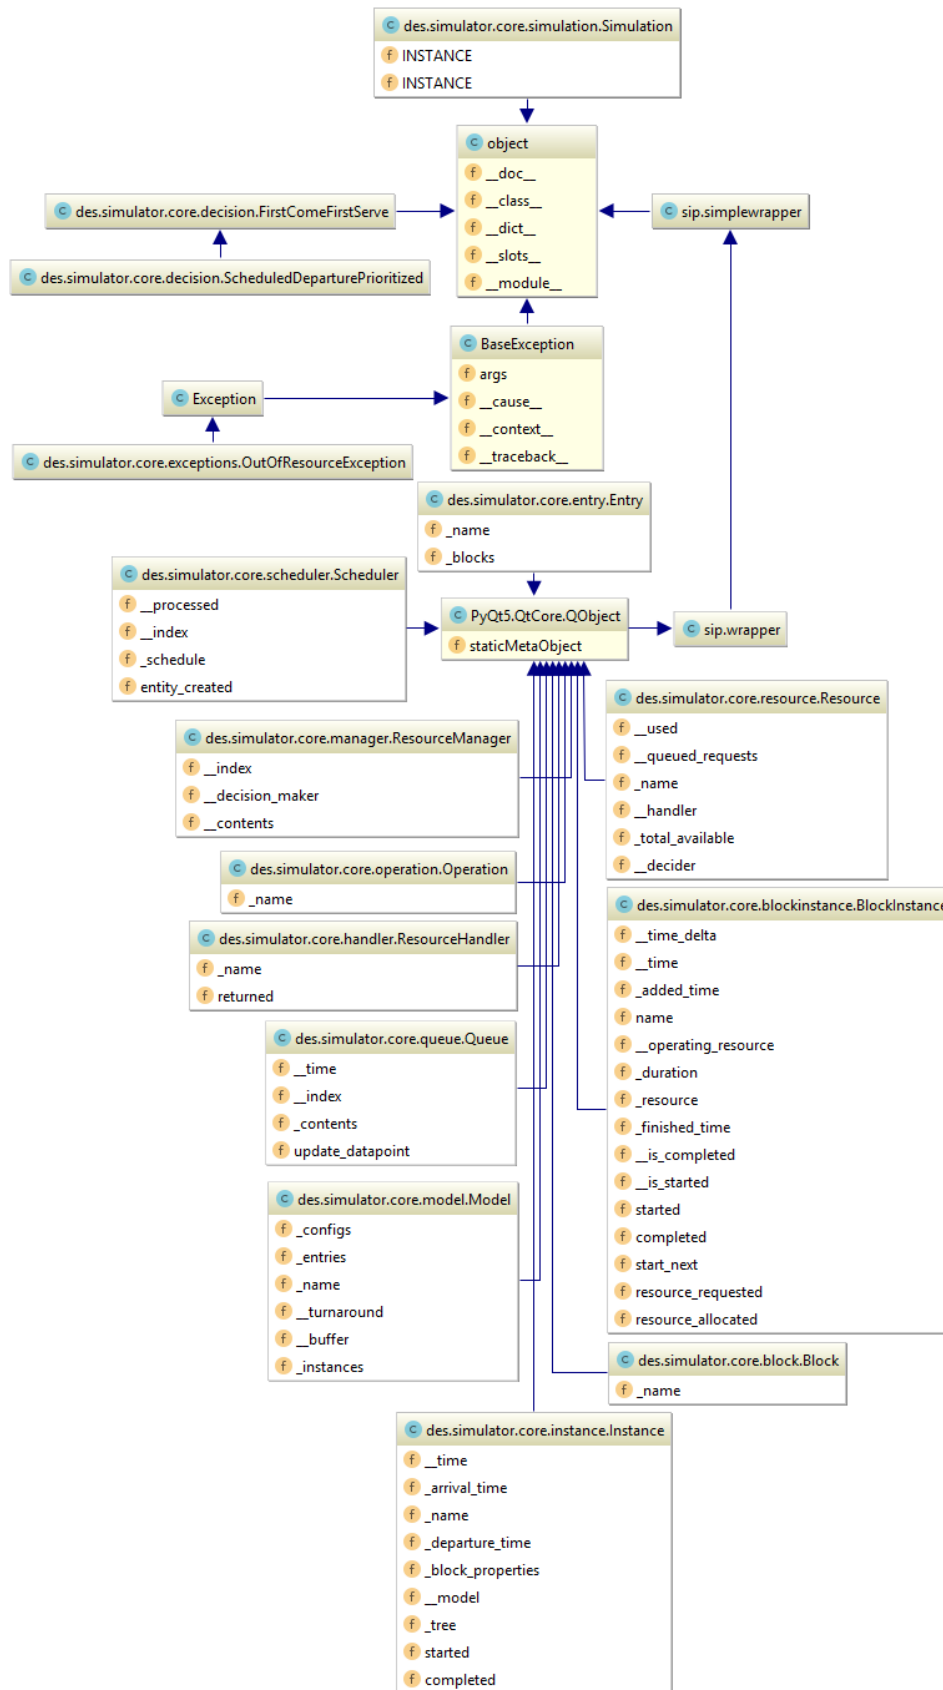 des.simulator.core.simulation.Simulation
INSTANCE
INSTANCE
object
__doc__
__class__
__dict__
__slots__
__module__
des.simulator.core.decision.FirstComeFirstServe
sip.simplewrapper
des.simulator.core.decision.ScheduledDeparturePrioritized
BaseException
args
__cause__
__context__
__traceback__
Exception
des.simulator.core.exceptions.OutOfResourceException
des.simulator.core.entry.Entry
_name
_blocks
des.simulator.core.scheduler.Scheduler
__processed
__index
_schedule
entity_created
PyQt5.QtCore.QObject
staticMetaObject
sip.wrapper
des.simulator.core.resource.Resource
__used
__queued_requests
_name
__handler
_total_available
__decider
des.simulator.core.manager.ResourceManager
__index
__decision_maker
__contents
des.simulator.core.operation.Operation
_name
des.simulator.core.blockinstance.BlockInstance
__time_delta
__time
_added_time
name
__operating_resource
_duration
_resource
_finished_time
__is_completed
__is_started
started
completed
start_next
resource_requested
resource_allocated
des.simulator.core.handler.ResourceHandler
_name
returned
des.simulator.core.queue.Queue
__time
__index
_contents
update_datapoint
des.simulator.core.model.Model
_configs
_entries
_name
__turnaround
__buffer
_instances
des.simulator.core.block.Block
_name
des.simulator.core.instance.Instance
__time
_arrival_time
_name
_departure_time
_block_properties
__model
_tree
started
completed